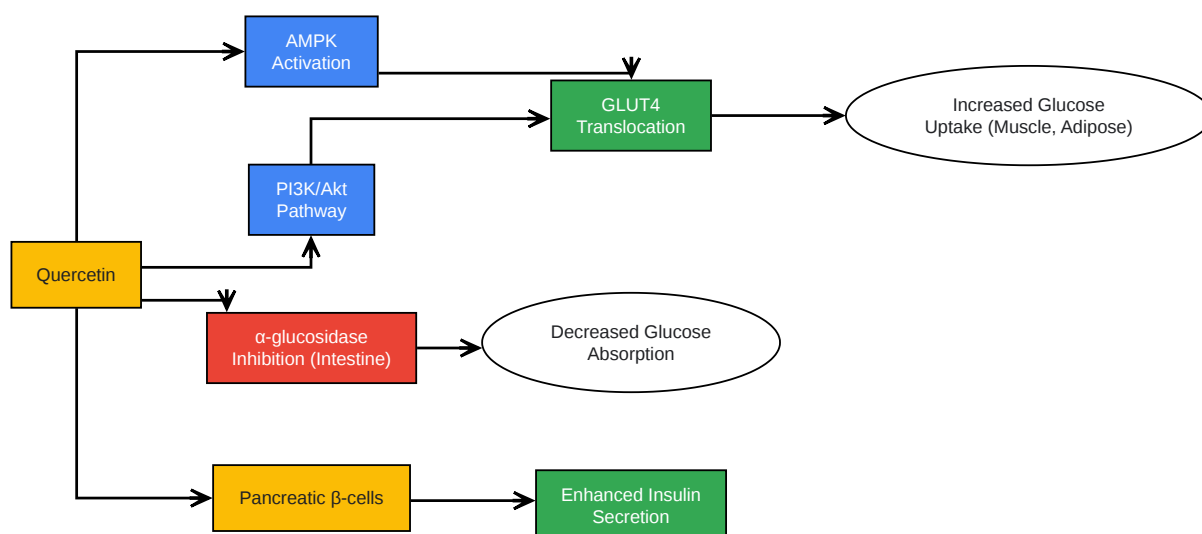 AMPK
Activation
GLUT4
Translocation
Increased Glucose
Uptake (Muscle, Adipose)
PI3K/Akt
Pathway
Quercetin
α-glucosidase
Inhibition (Intestine)
Decreased Glucose
Absorption
Pancreatic β-cells
Enhanced Insulin
Secretion